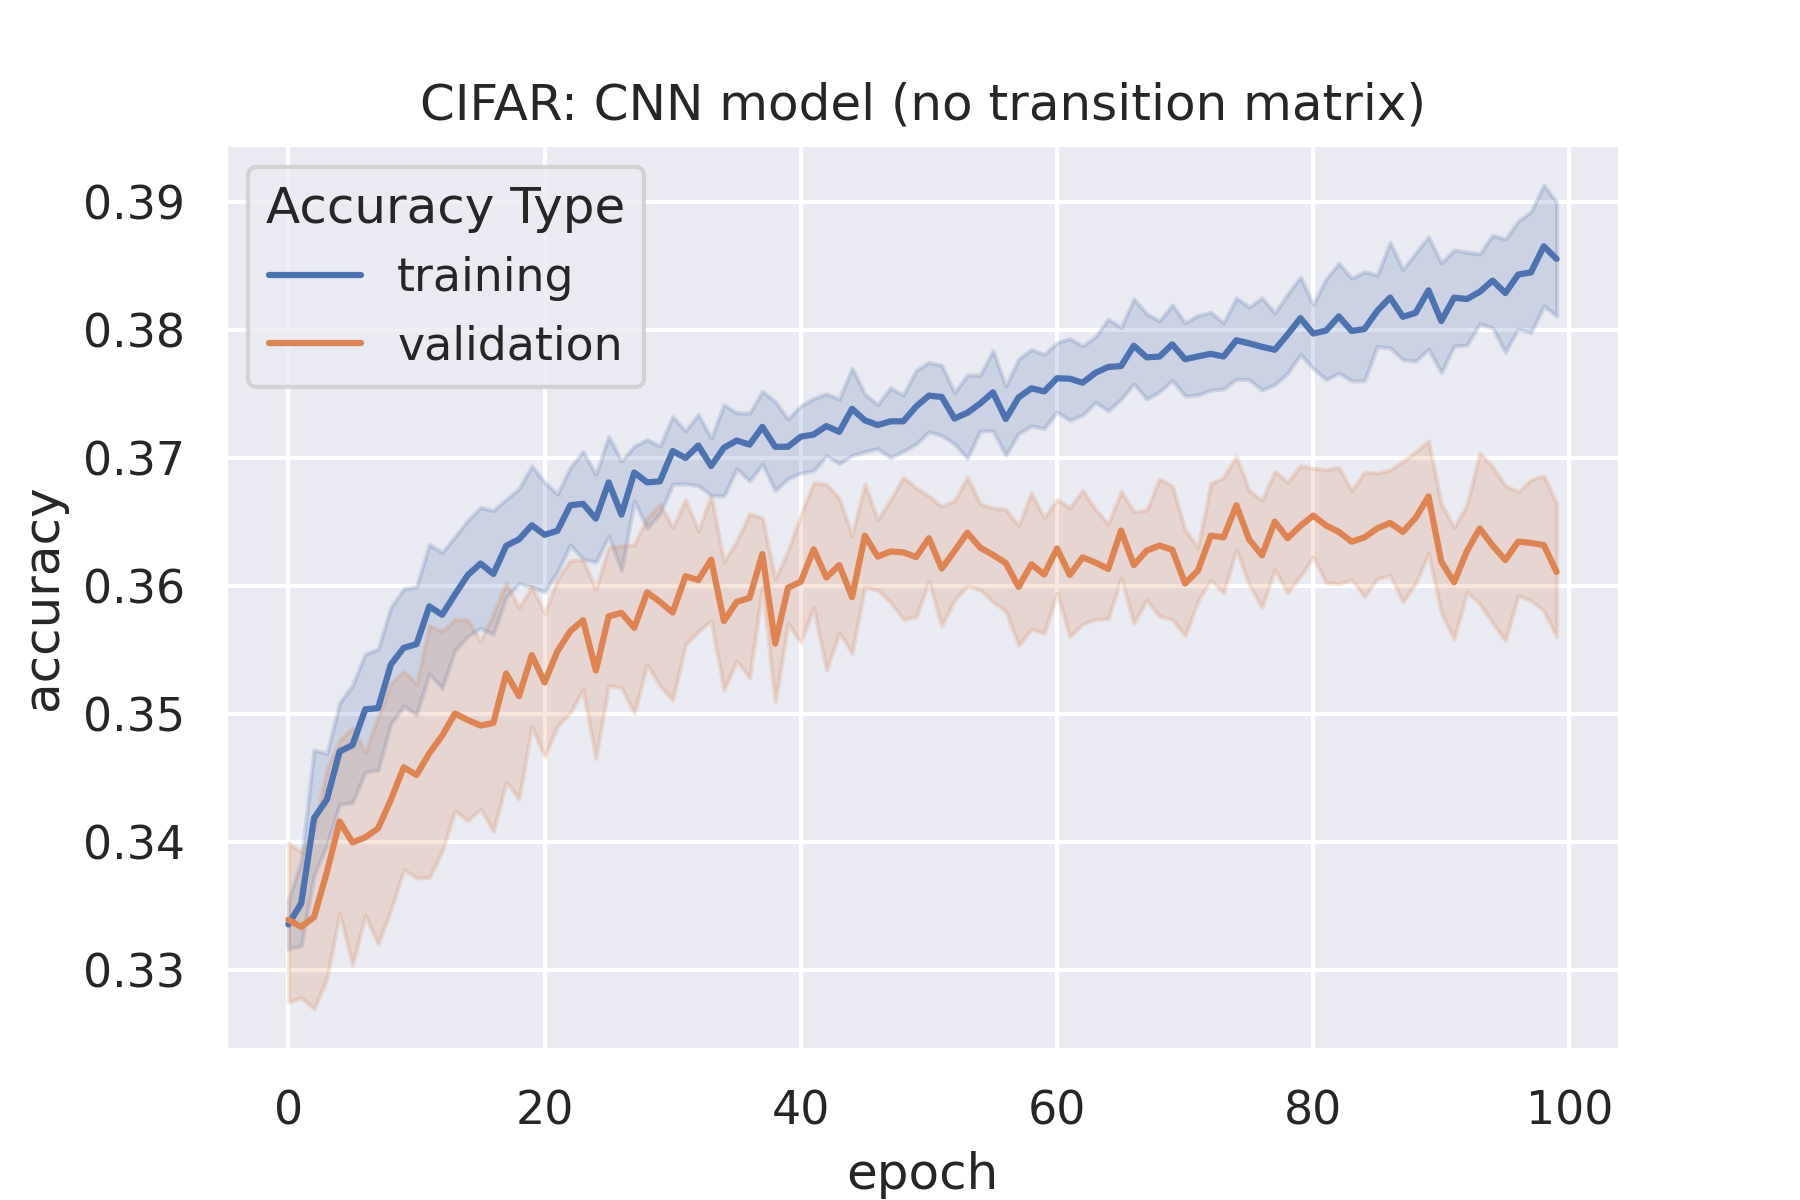 CIFAR: CNN model (no transition matrix)
Accuracy Type
training
validation
0.39
0.38
0.37
0.36
0.35
0.34
0.33
accuracy
0 20 40 60 80 100
epoch